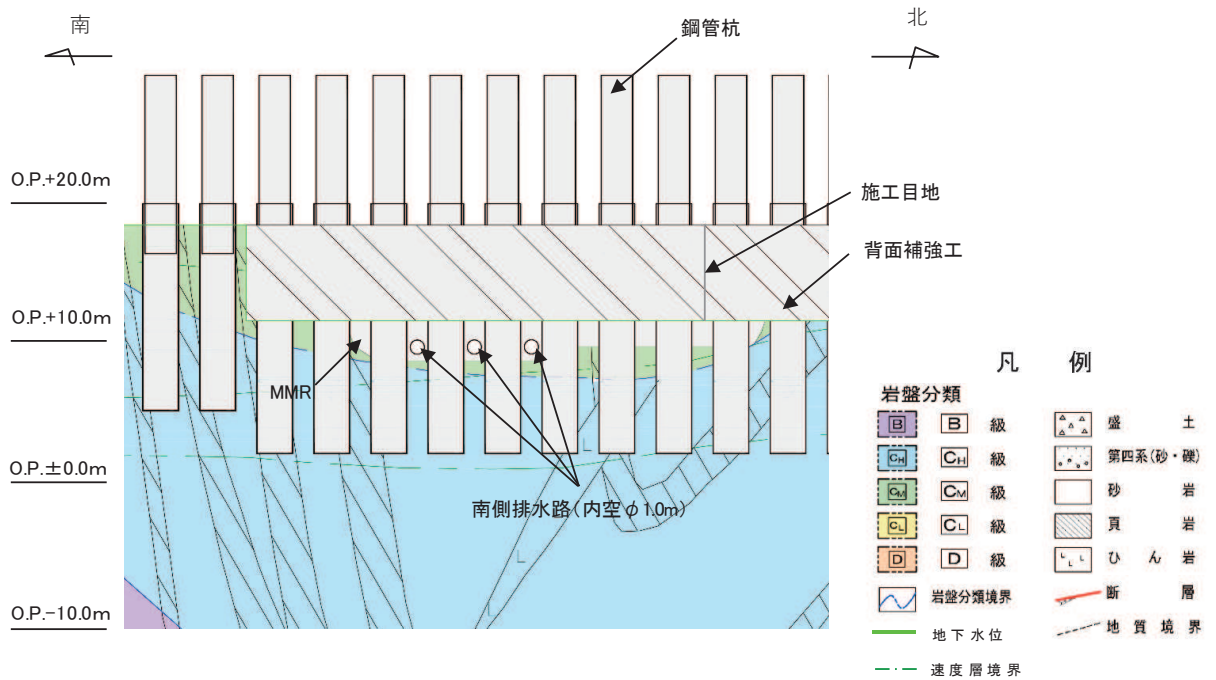 南
北
鋼管杭
O.P.+20.0m
施工目地
背面補強工
O.P.+10.0m
MMR
O.P.±0.0m
南側排水路(内空φ1.0m)
L
L
L
O.P.-10.0m
凡 例
岩盤分類
B B 級
CH CH 級
CM CM 級
CL CL 級
D D 級
岩盤分類境界
地下水位
速度層境界
盛 土
第四系(砂・礫)
砂 岩
頁 岩
ひ ん 岩
断 層
地 質 境 界